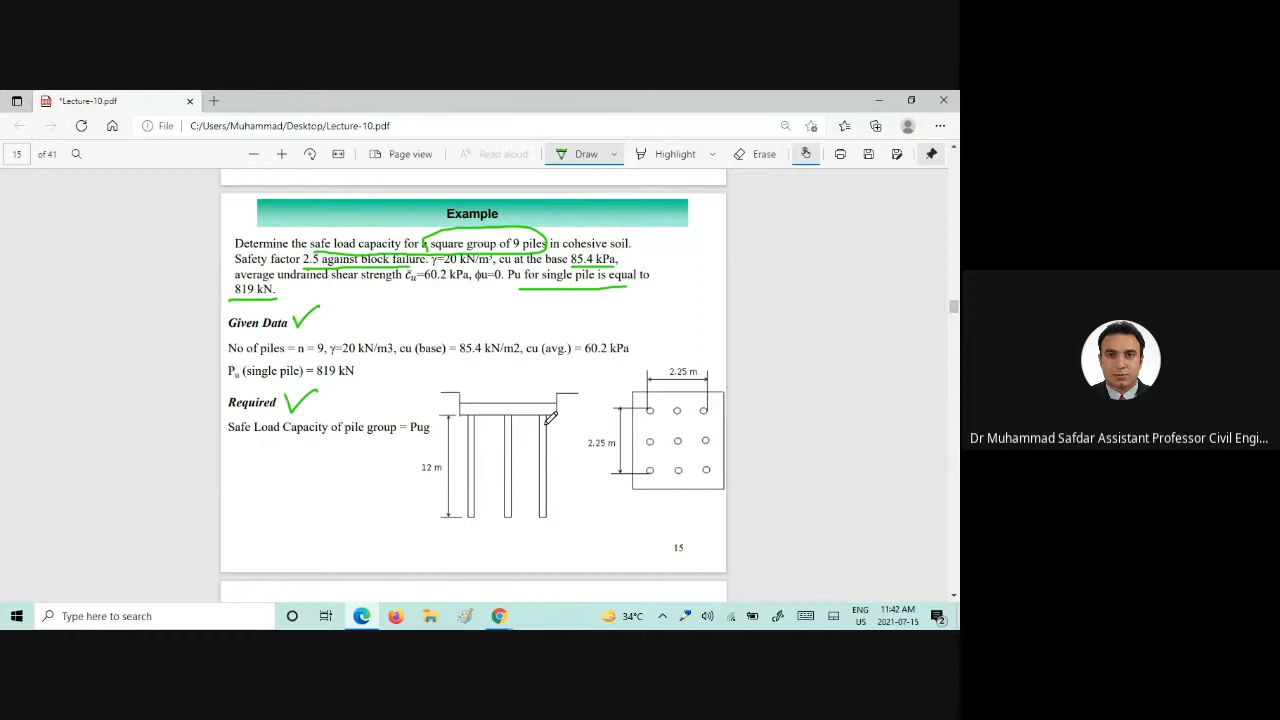 *Lecture-10.pdf
File C:/Users/Muhammad/Desktop/Lecture-10.pdf
15 of 41 Page view Read aloud Draw Highlight Erase
Example
Determine the safe load capacity for a square group of 9 piles in cohesive soil.
Safety factor 2.5 against block failure. γ=20 kN/m³, cu at the base 85.4 kPa,
average undrained shear strength c̄u=60.2 kPa, ϕu=0. Pu for single pile is equal to
819 kN.
Given Data
No of piles = n = 9, γ=20 kN/m3, cu (base) = 85.4 kN/m2, cu (avg.) = 60.2 kPa
Pu (single pile) = 819 kN
2.25 m
Required
Safe Load Capacity of pile group = Pug
2.25 m
12 m
15
Dr Muhammad Safdar Assistant Professor Civil Engi...
Type here to search
34°C
ENG
US
11:42 AM
2021-07-15
2